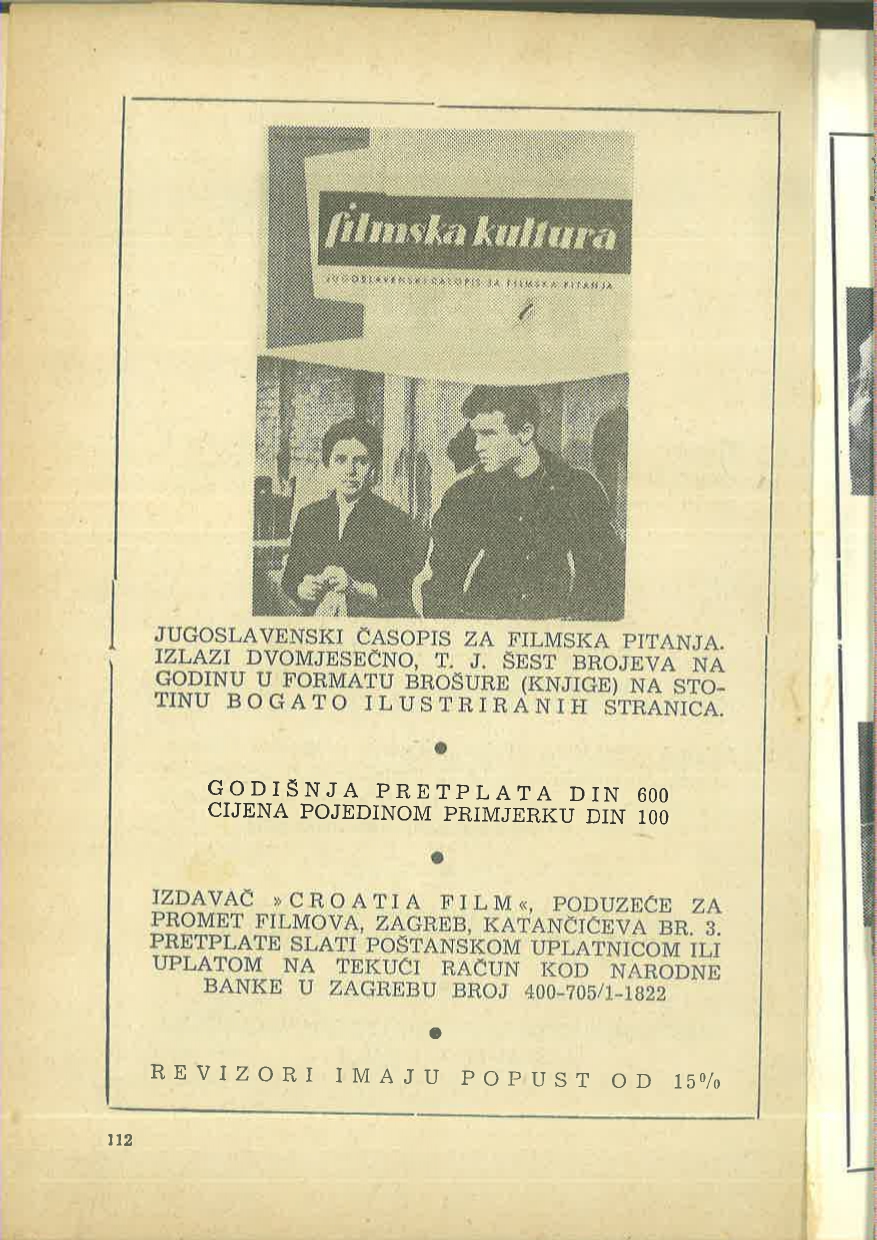 filmska kultura
JUGOSLAVENSKI ČASOPIS ZA FILMSKA PITANJA
JUGOSLAVENSKI ČASOPIS ZA FILMSKA PITANJA.
IZLAZI DVOMJESEČNO, T. J. ŠEST BROJEVA NA
GODINU U FORMATU BROŠURE (KNJIGE) NA STO-
TINU BOGATO ILUSTRIRANIH STRANICA.
GODIŠNJA PRETPLATA DIN 600
CIJENA POJEDINOM PRIMJERKU DIN 100
IZDAVAČ »CROATIA FILM«, PODUZEĆE ZA
PROMET FILMOVA, ZAGREB, KATANČIĆEVA BR. 3.
PRETPLATE SLATI POŠTANSKOM UPLATNICOM ILI
UPLATOM NA TEKUĆI RAČUN KOD NARODNE
BANKE U ZAGREBU BROJ 400-705/1-1822
REVIZORI IMAJU POPUST OD 15%
112